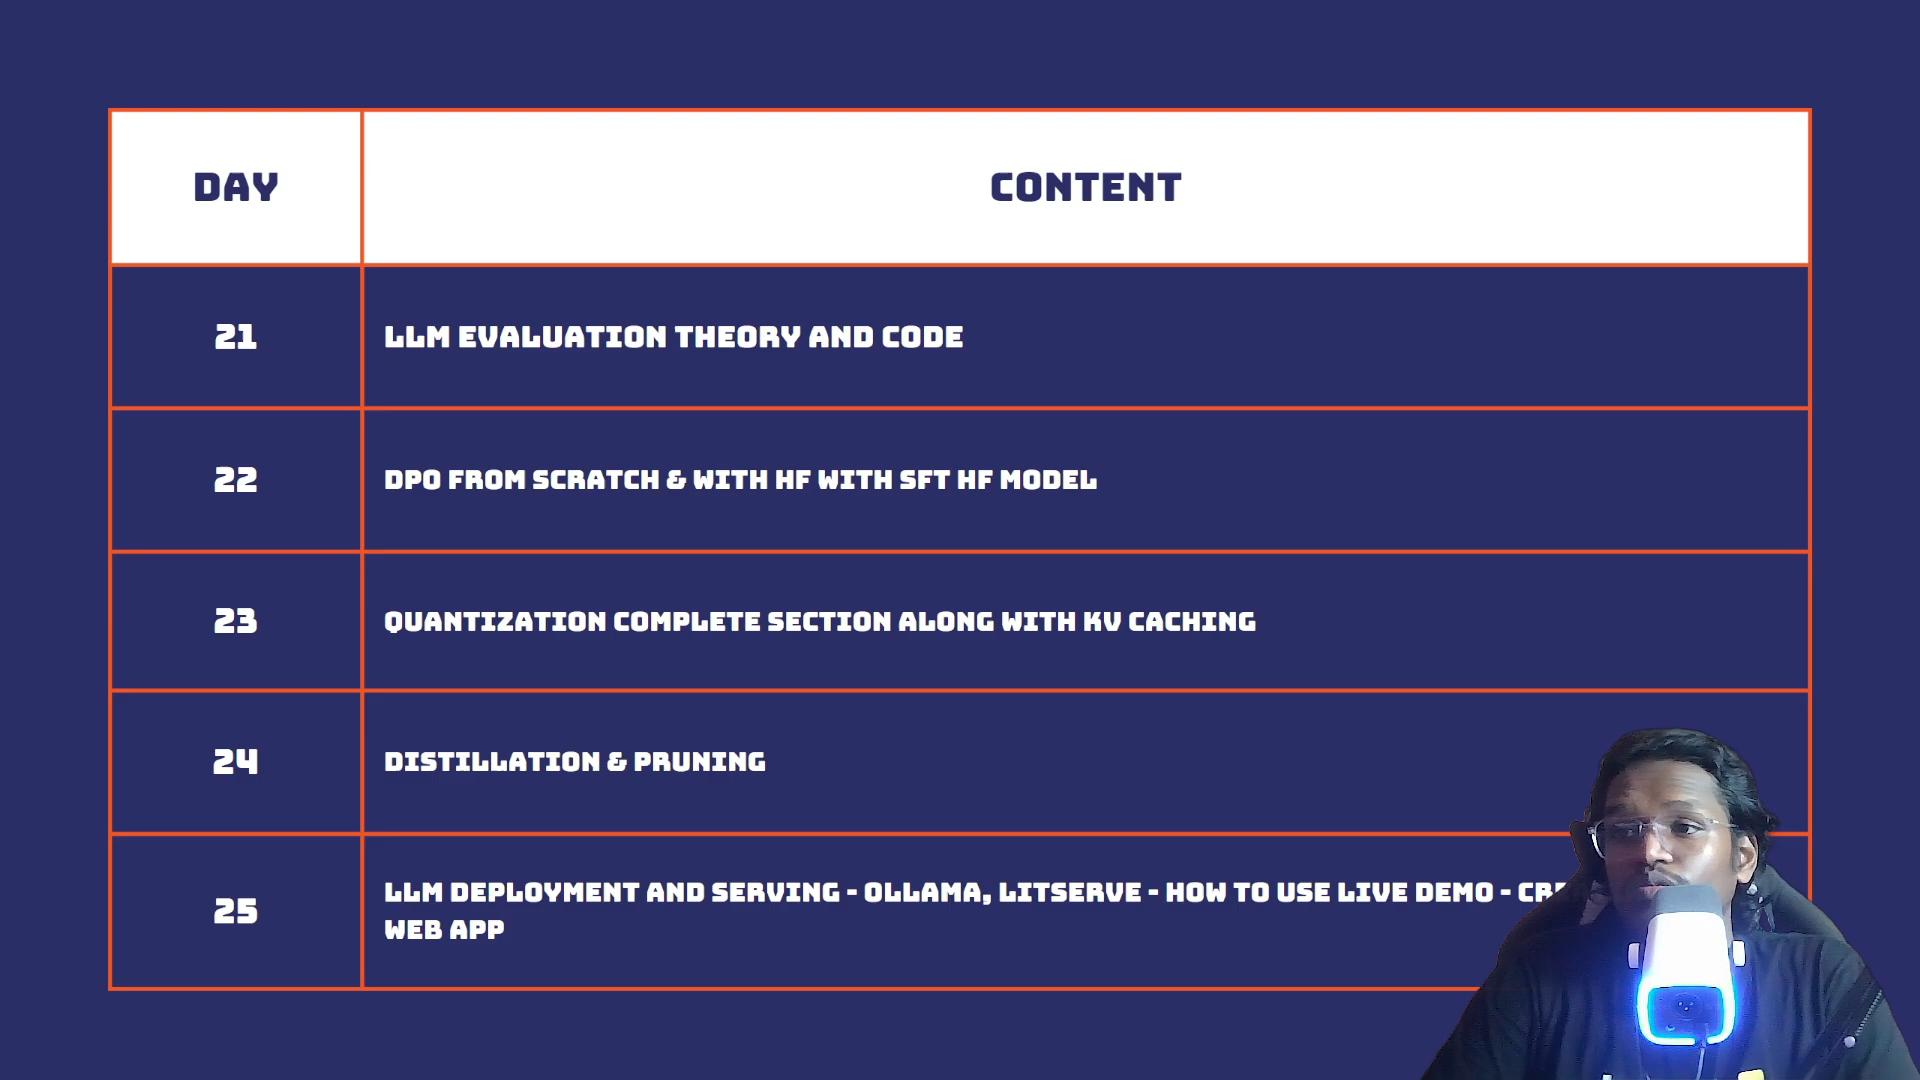 DAY
CONTENT
21
LLM EVALUATION THEORY AND CODE
22
DPO FROM SCRATCH & WITH HF WITH SFT HF MODEL
23
QUANTIZATION COMPLETE SECTION ALONG WITH KV CACHING
24
DISTILLATION & PRUNING
25
LLM DEPLOYMENT AND SERVING - OLLAMA, LITSERVE - HOW TO USE LIVE DEMO -
WEB APP